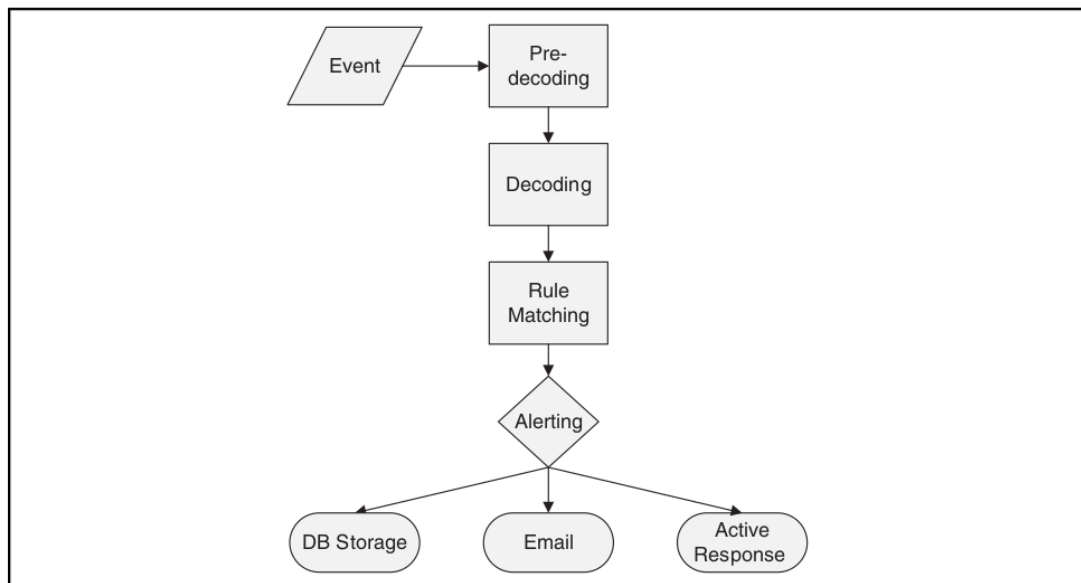 Event
Pre-
decoding
Decoding
Rule
Matching
Alerting
DB Storage
Email
Active
Response